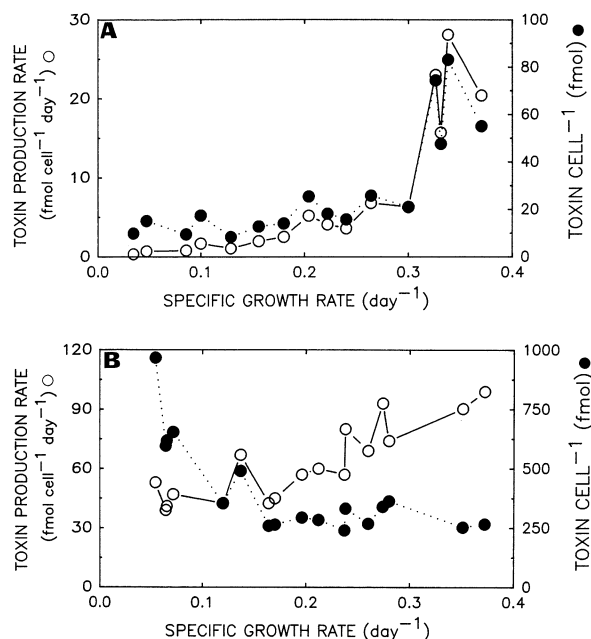 A
TOXIN PRODUCTION RATE
(fmol cell⁻¹ day⁻¹) ○
30
20
10
0
100
80
60
40
20
0
TOXIN CELL⁻¹ (fmol) ●
0.0 0.1 0.2 0.3 0.4
SPECIFIC GROWTH RATE (day⁻¹)
B
TOXIN PRODUCTION RATE
(fmol cell⁻¹ day⁻¹) ○
120
90
60
30
0
1000
750
500
250
0
TOXIN CELL⁻¹ (fmol) ●
0.0 0.1 0.2 0.3 0.4
SPECIFIC GROWTH RATE (day⁻¹)